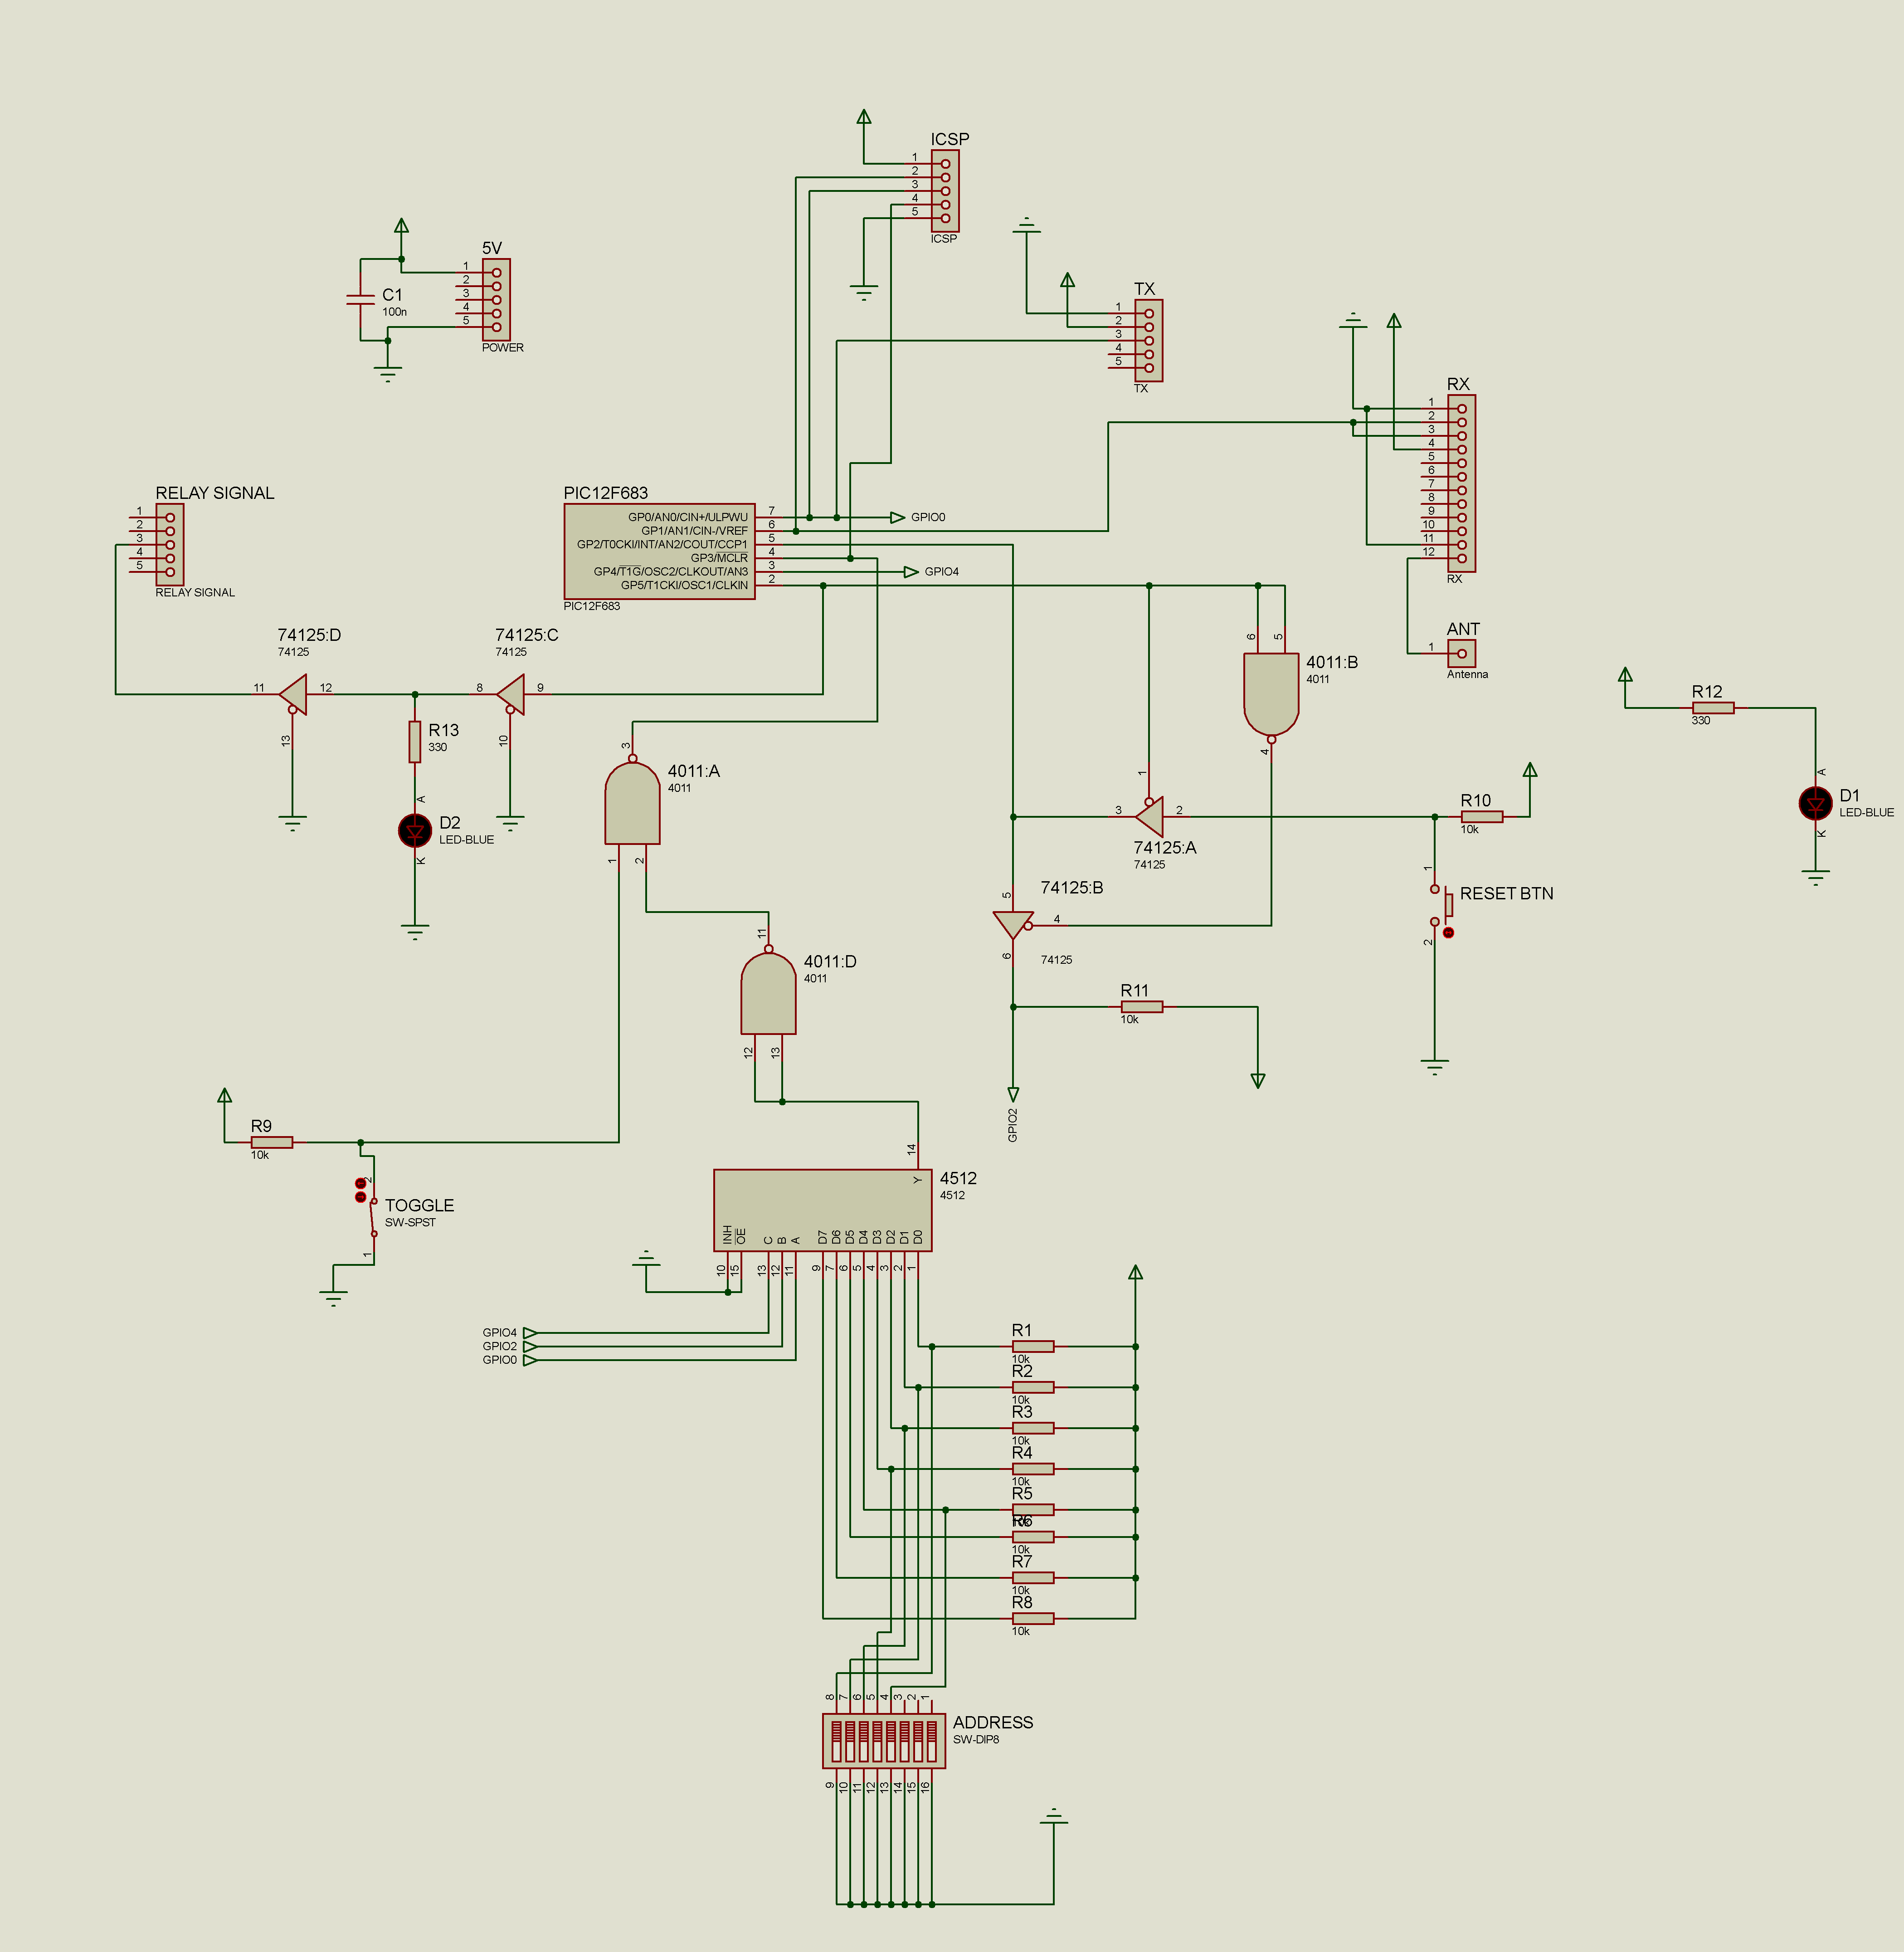 ICSP
1
2
3
4
5
ICSP
5V
1
2
3
4
5
POWER
C1
100n
TX
1
2
3
4
5
TX
RX
1
2
3
4
5
6
7
8
9
10
11
12
RX
ANT
1
Antenna
RELAY SIGNAL
1
2
3
4
5
RELAY SIGNAL
PIC12F683
GP0/AN0/CIN+/ULPWU 7 GPIO0
GP1/AN1/CIN-/VREF 6
GP2/T0CKI/INT/AN2/COUT/CCP1 5
GP3/MCLR 4
GP4/T1G/OSC2/CLKOUT/AN3 3 GPIO4
GP5/T1CKI/OSC1/CLKIN 2
PIC12F683
74125:D
74125
11 12
13
74125:C
74125
8 9
10
R13
330
A
D2
LED-BLUE
K
6 5
4011:B
4011
4
R12
330
A
D1
LED-BLUE
K
3
4011:A
4011
1 2
1
3 2
74125:A
74125
R10
10k
1
RESET BTN
2
5
74125:B
4
6
74125
11
4011:D
4011
12 13
R11
10k
GPIO2
R9
10k
2
TOGGLE
SW-SPST
1
14
Y
4512
4512
INH OE C B A D7 D6 D5 D4 D3 D2 D1 D0
10 15 13 12 11 9 7 6 5 4 3 2 1
GPIO4
GPIO2
GPIO0
R1
10k
R2
10k
R3
10k
R4
10k
R5
10k
R6
10k
R7
10k
R8
10k
8 7 6 5 4 3 2 1
ADDRESS
SW-DIP8
9 10 11 12 13 14 15 16